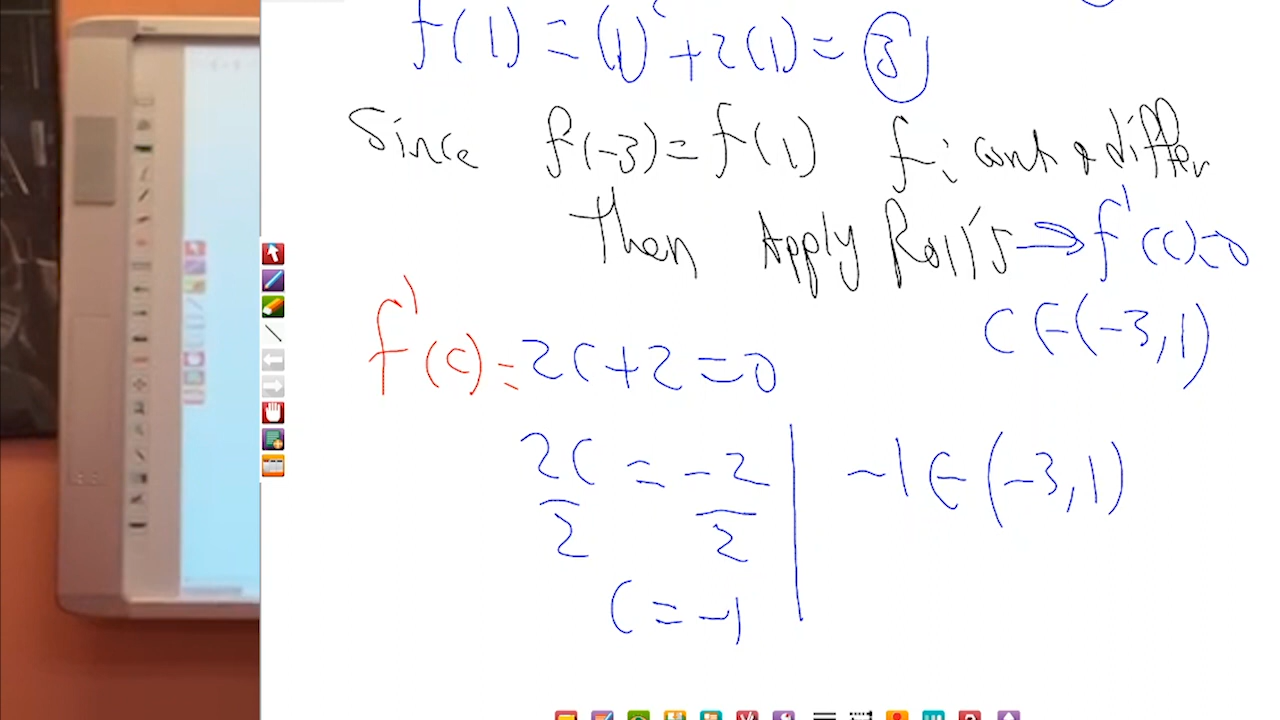 f(1) = (1)² + 2(1) = 3
Since f(-3) = f(1) f: cont & differ
then Apply Roll's → f'(c) = 0
c ∈ (-3, 1)
f'(c) = 2c + 2 = 0
2c/2 = -2/2
-1 ∈ (-3, 1)
c = -1